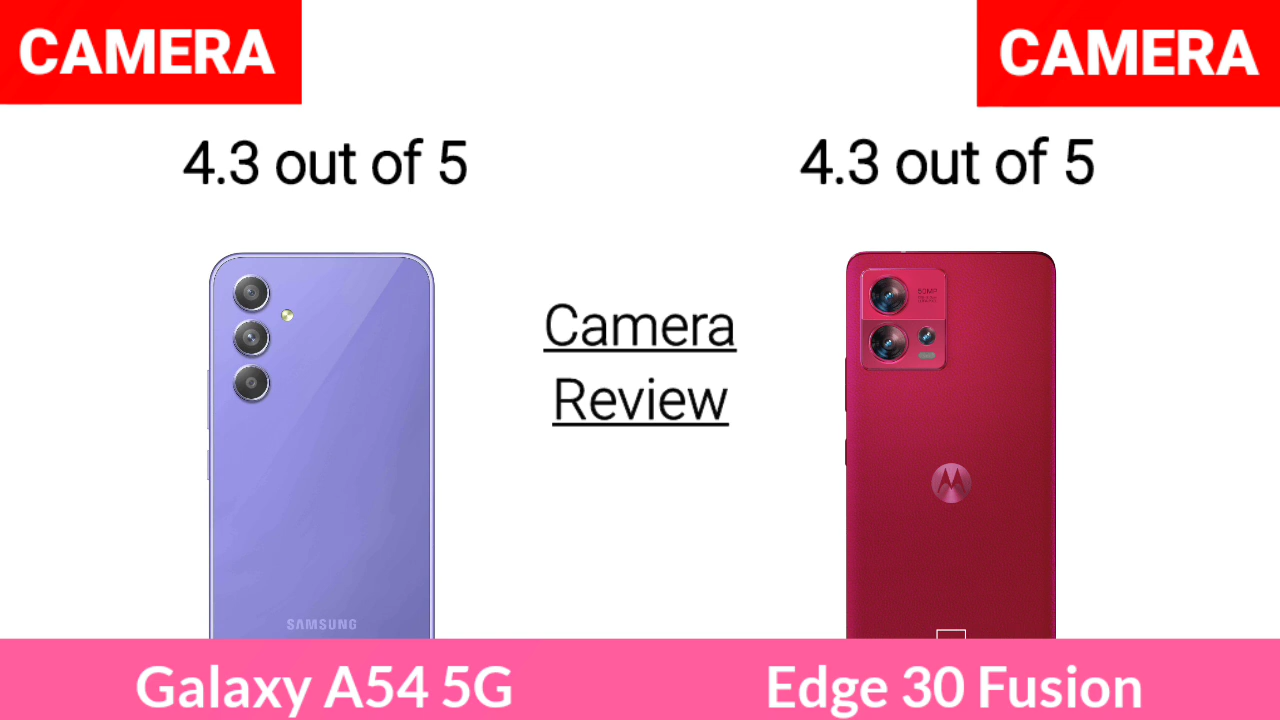 CAMERA
CAMERA
4.3 out of 5
4.3 out of 5
Camera
Review
50MP
SAMSUNG
Galaxy A54 5G
Edge 30 Fusion